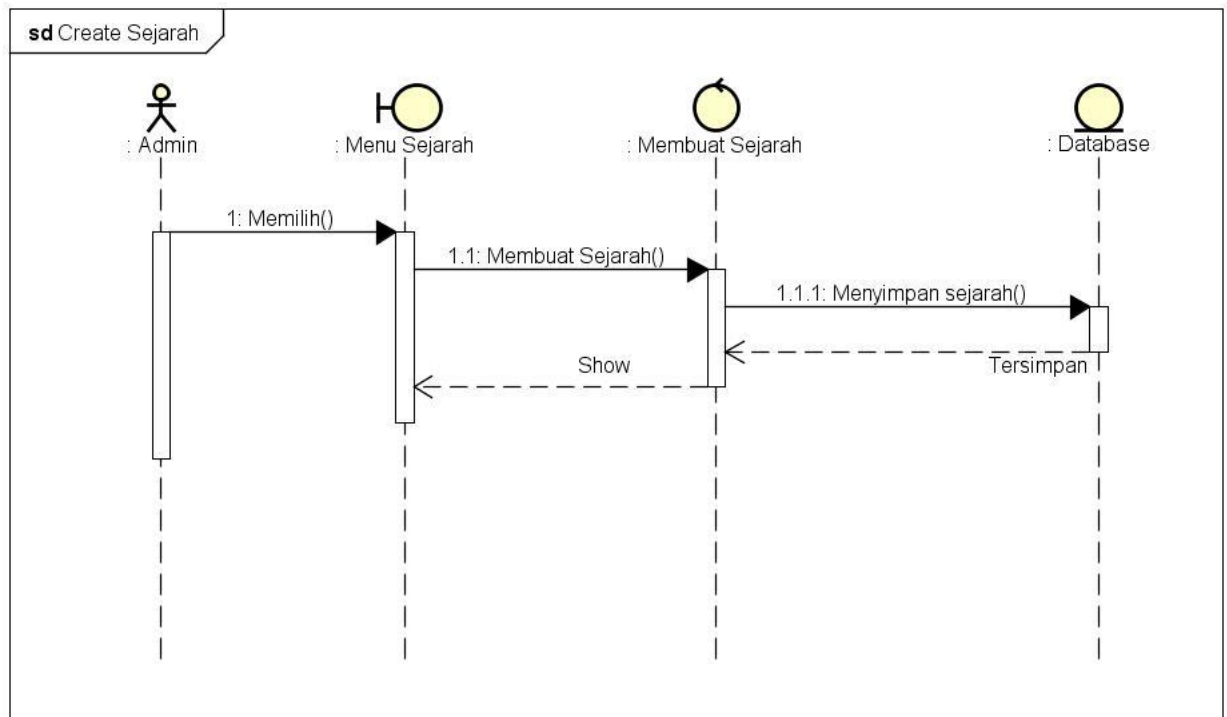 sd Create Sejarah
: Admin
: Menu Sejarah
: Membuat Sejarah
: Database
1: Memilih()
1.1: Membuat Sejarah()
1.1.1: Menyimpan sejarah()
Tersimpan
Show